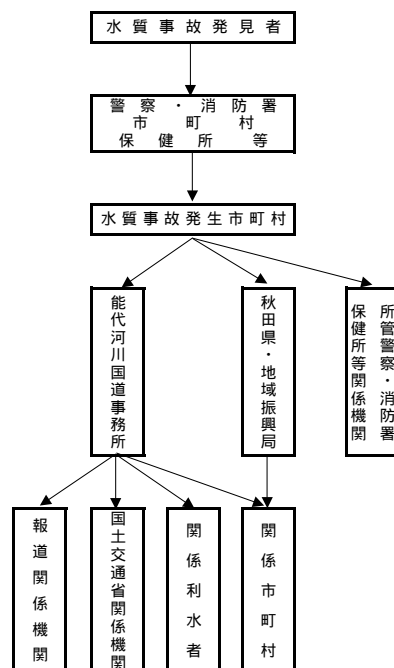 水質事故発見者
警察・消防署
市町村
保健所等
水質事故発生市町村
能代河川国道事務所
秋田県・地域振興局
所管警察・消防署
保健所等関係機関
報道関係機関
国土交通省関係機関
関係利水者
関係市町村